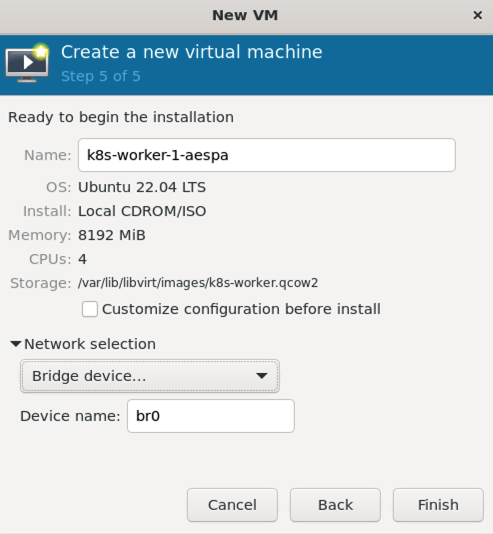 New VM ×
Create a new virtual machine
Step 5 of 5
Ready to begin the installation
Name: k8s-worker-1-aespa
OS: Ubuntu 22.04 LTS
Install: Local CDROM/ISO
Memory: 8192 MiB
CPUs: 4
Storage: /var/lib/libvirt/images/k8s-worker.qcow2
Customize configuration before install
Network selection
Bridge device...
Device name: br0
Cancel Back Finish